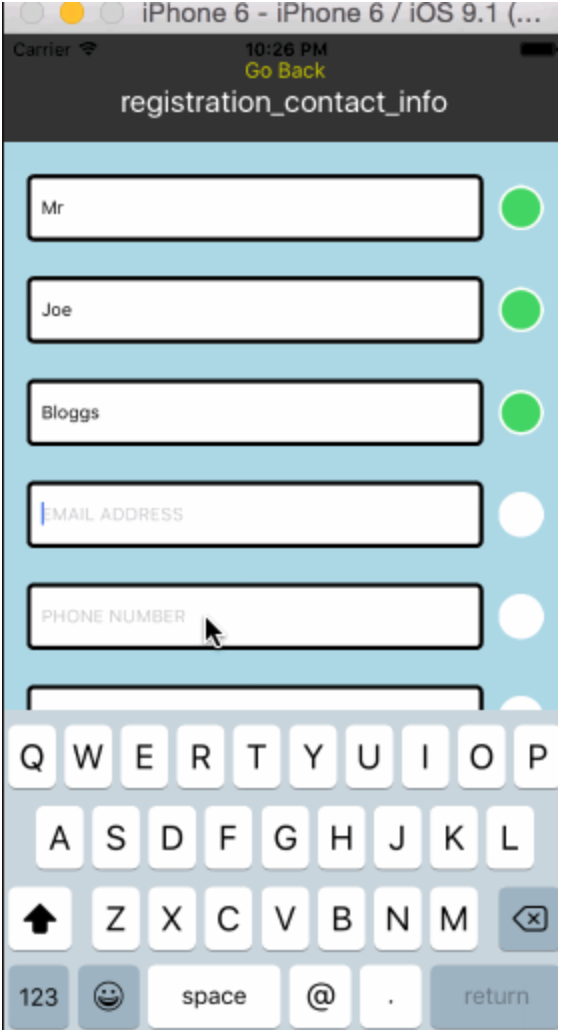 iPhone 6 - iPhone 6 / iOS 9.1 (...
Carrier 10:26 PM
Go Back
registration_contact_info
Mr
Joe
Bloggs
EMAIL ADDRESS
PHONE NUMBER
Q W E R T Y U I O P
A S D F G H J K L
Z X C V B N M
123 space @ . return